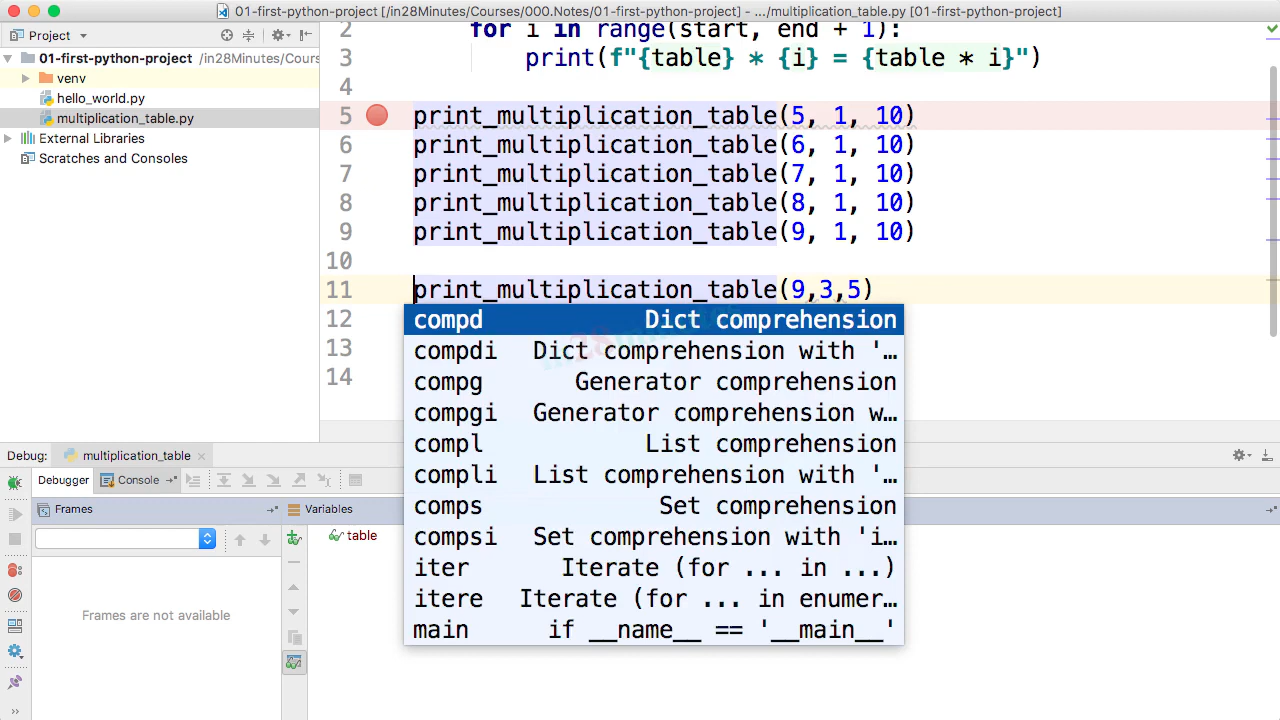 01-first-python-project [/in28Minutes/Courses/000.Notes/01-first-python-project] - .../multiplication_table.py [01-first-python-project]
Project
01-first-python-project /in28Minutes/Cours
venv
hello_world.py
multiplication_table.py
External Libraries
Scratches and Consoles
2 for i in range(start, end + 1):
3 print(f"{table} * {i} = {table * i}")
4
5 print_multiplication_table(5, 1, 10)
6 print_multiplication_table(6, 1, 10)
7 print_multiplication_table(7, 1, 10)
8 print_multiplication_table(8, 1, 10)
9 print_multiplication_table(9, 1, 10)
10
11 print_multiplication_table(9,3,5)
12
13
14
compd Dict comprehension
compdi Dict comprehension with '…
compg Generator comprehension
compgi Generator comprehension w…
compl List comprehension
compli List comprehension with '…
comps Set comprehension
compsi Set comprehension with 'i…
iter Iterate (for ... in ...)
itere Iterate (for ... in enumer…
main if __name__ == '__main__'
Debug: multiplication_table
Debugger Console
Frames Variables
table
Frames are not available